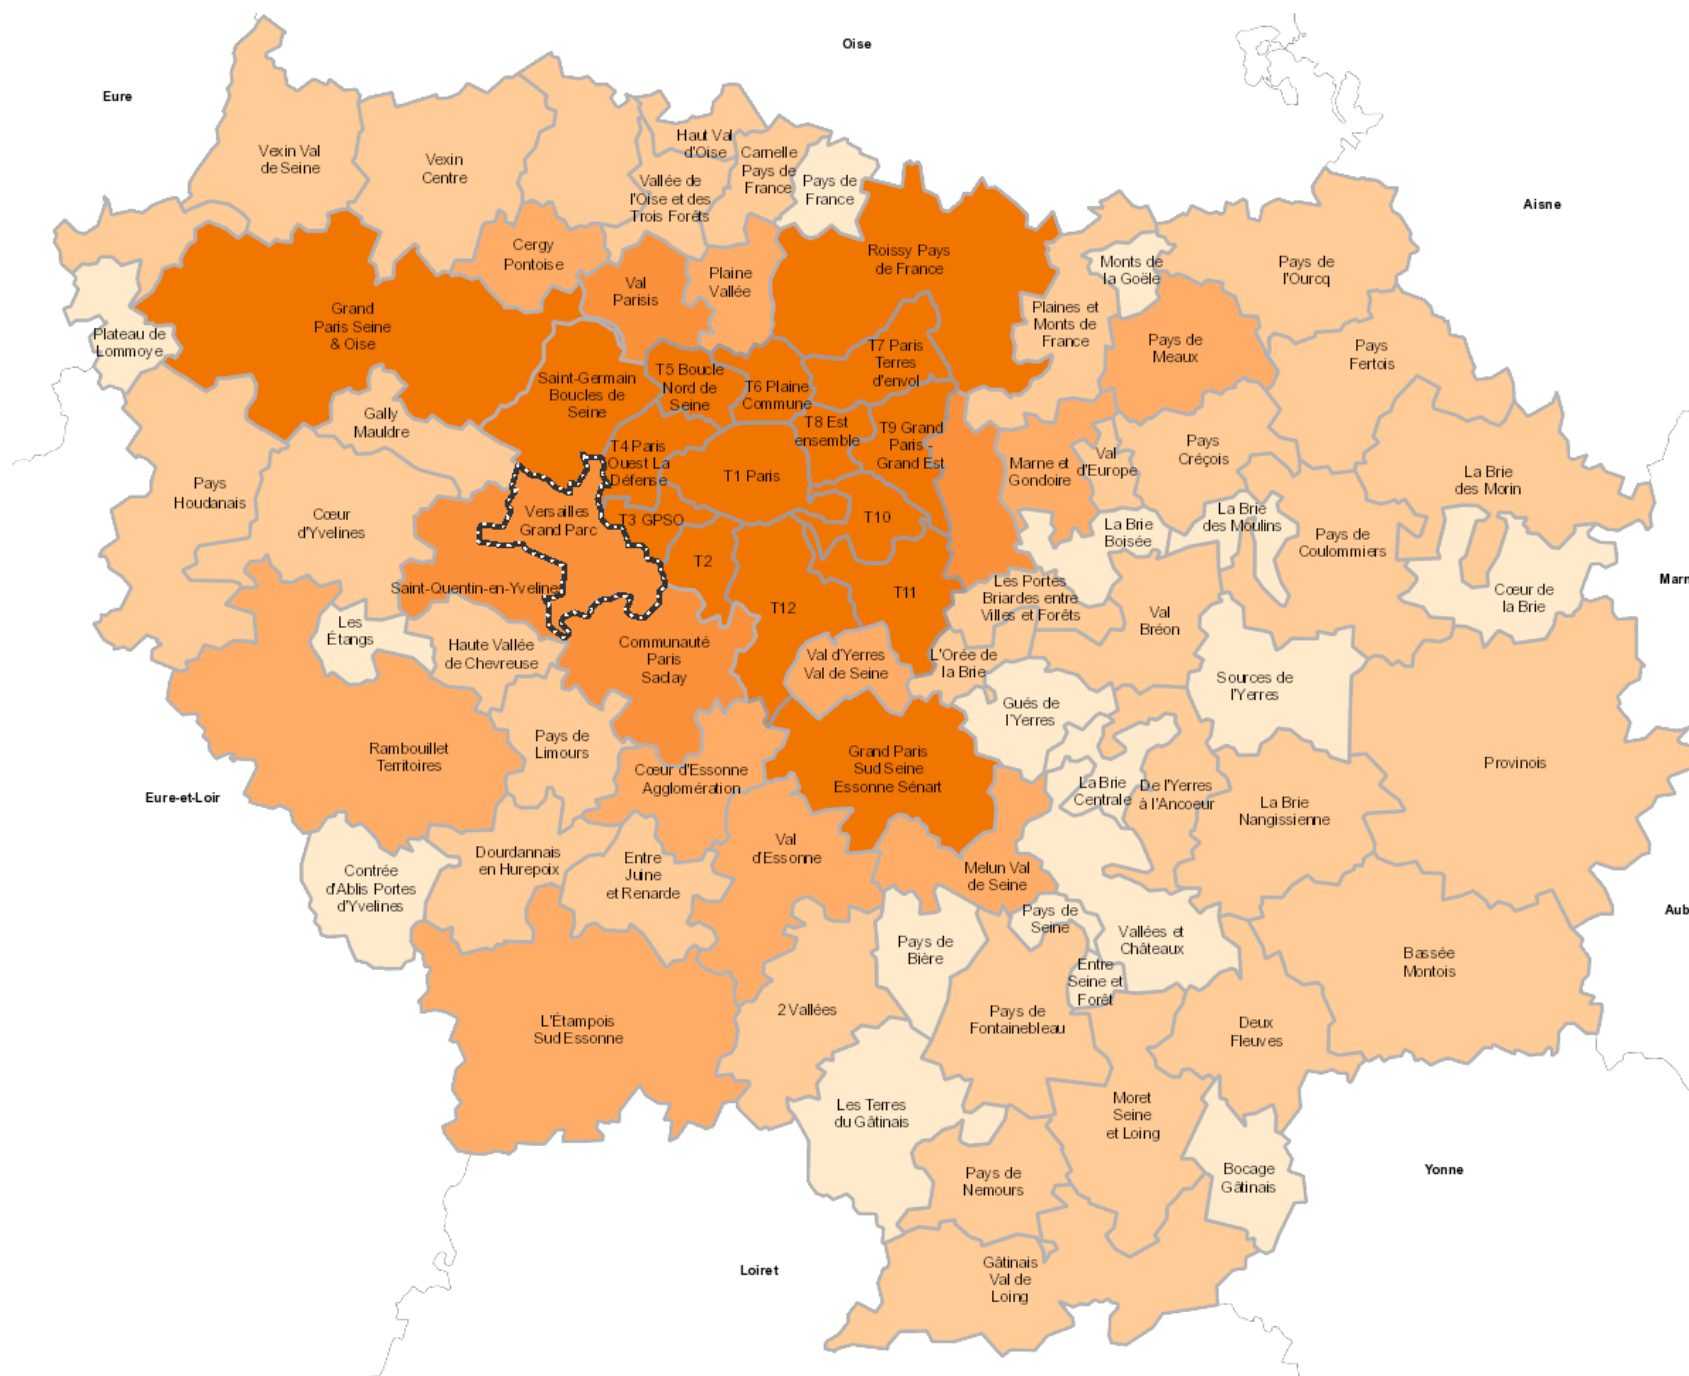 Oise
Eure
Aisne
Haut Val
d'Oise
Carnelle
Pays de
France
Vexin Val
de Seine
Vexin
Centre
Vallée de
l'Oise et des
Trois Forêts
Pays de
France
Cergy
Pontoise
Roissy Pays
de France
Monts de
la Goële
Pays de
l'Ourcq
Val
Parisis
Plaine
Vallée
Grand
Paris Seine
& Oise
Plaines et
Monts de
France
Plateau de
Lommoye
Pays de
Meaux
Pays
Fertois
T7 Paris
Terres
d'envol
Saint-Germain
Boucles de
Seine
T5 Boucle
Nord de
Seine
T6 Plaine
Commune
Gally
Mauldre
T8 Est
ensemble
T9 Grand
Paris -
Grand Est
T4 Paris
Ouest La
Défense
T1 Paris
Marne et
Gondoire
Val
d'Europe
Pays
Créçois
La Brie
des Morin
Pays
Houdanais
Cœur
d'Yvelines
Versailles
Grand Parc
T3 GPSO
T10
La Brie
des Moulins
La Brie
Boisée
Pays de
Coulommiers
T2
T12
T11
Saint-Quentin-en-Yvelines
Les Portes
Briardes entre
Villes et Forêts
Val
Bréon
Cœur de
la Brie
Marn
Les
Étangs
Haute Vallée
de Chevreuse
Communauté
Paris
Saclay
Val d'Yerres
Val de Seine
L'Orée de
la Brie
Sources de
l'Yerres
Gués de
l'Yerres
Pays de
Limours
Rambouillet
Territoires
Grand Paris
Sud Seine
Essonne Sénart
Provinois
Cœur d'Essonne
Agglomération
La Brie
Centrale
De l'Yerres
à l'Ancoeur
La Brie
Nangissienne
Eure-et-Loir
Val
d'Essonne
Dourdannais
en Hurepoix
Entre
Juine
et Renarde
Melun Val
de Seine
Contrée
d'Ablis Portes
d'Yvelines
Aub
Pays de
Seine
Vallées et
Châteaux
Pays de
Bière
Bassée
Montois
Entre
Seine et
Forêt
2 Vallées
Pays de
Fontainebleau
L'Étampois
Sud Essonne
Deux
Fleuves
Les Terres
du Gâtinais
Moret
Seine
et Loing
Pays de
Nemours
Bocage
Gâtinais
Yonne
Loiret
Gâtinais
Val de
Loing